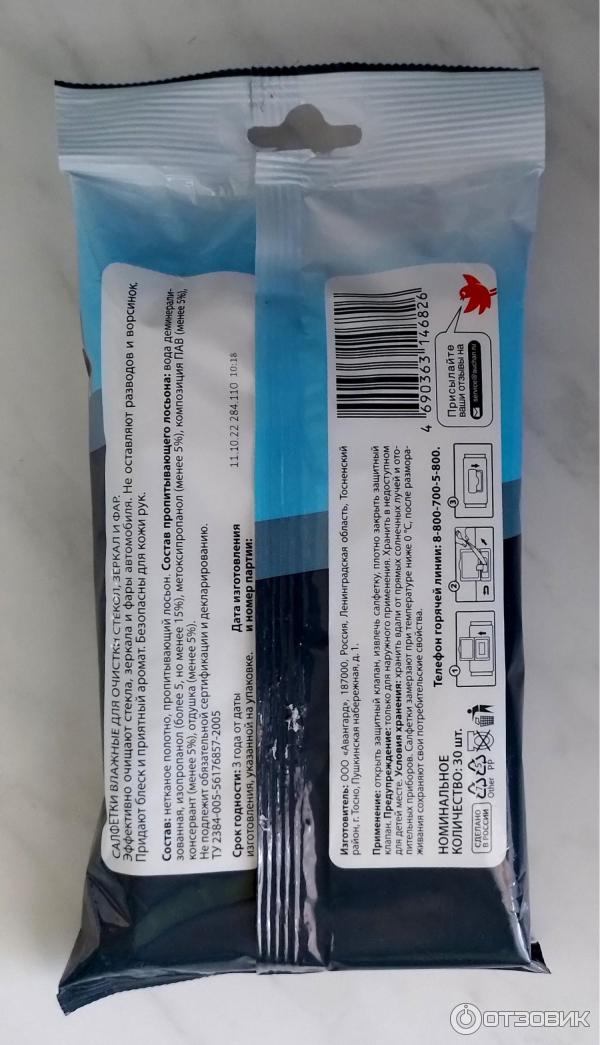 САЛФЕТКИ ВЛАЖНЫЕ ДЛЯ ОЧИСТКИ СТЕКОЛ, ЗЕРКАЛ И ФАР.
Эффективно очищают стекла, зеркала и фары автомобиля. Не оставляют разводов и ворсинок.
Придают блеск и приятный аромат. Безопасны для кожи рук.
Состав: нетканое полотно, пропитывающий лосьон. Состав пропитывающего лосьона: вода деминерали-
зованная, изопропанол (более 5, но менее 15%), метоксипропанол (менее 5%), композиция ПАВ (менее 5%),
консервант (менее 5%), отдушка (менее 5%).
Не подлежит обязательной сертификации и декларированию.
ТУ 2384-005-56176857-2005
Срок годности: 3 года от даты
изготовления, указанной на упаковке.
Дата изготовления
и номер партии:
11.10.22 284.110 10:18
Изготовитель: ООО «Авангард», 187000, Россия, Ленинградская область, Тосненский
район, г. Тосно, Пушкинская набережная, д. 1.
Применение: открыть защитный клапан, извлечь салфетку, плотно закрыть защитный
клапан. Предупреждение: только для наружного применения. Хранить в недоступном
для детей месте. Условия хранения: хранить вдали от прямых солнечных лучей и ото-
пительных приборов. Салфетки замерзают при температуре ниже 0 °С, после размора-
живания сохраняют свои потребительские свойства.
Телефон горячей линии: 8-800-700-5-800.
1
2
3
НОМИНАЛЬНОЕ
КОЛИЧЕСТВО: 30 шт.
СДЕЛАНО
В РОССИИ
7
5
Other
PP
4 690363 146826
Присылайте
ваши отзывы на
service@auchan.ru
ОТЗОВИК